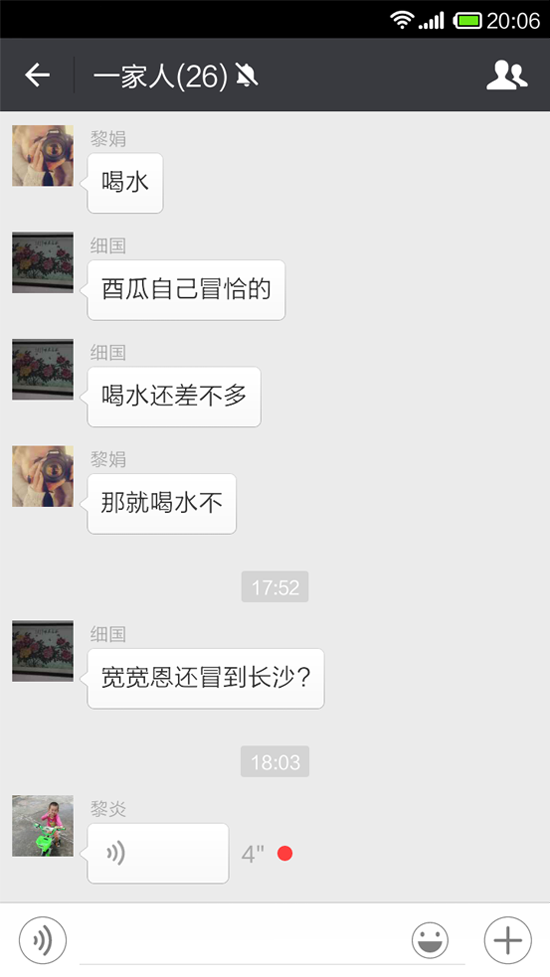 20:06
一家人(26)
黎娟
喝水
细国
西瓜自己冒恰的
细国
喝水还差不多
黎娟
那就喝水不
17:52
细国
宽宽恩还冒到长沙?
18:03
黎炎
4"